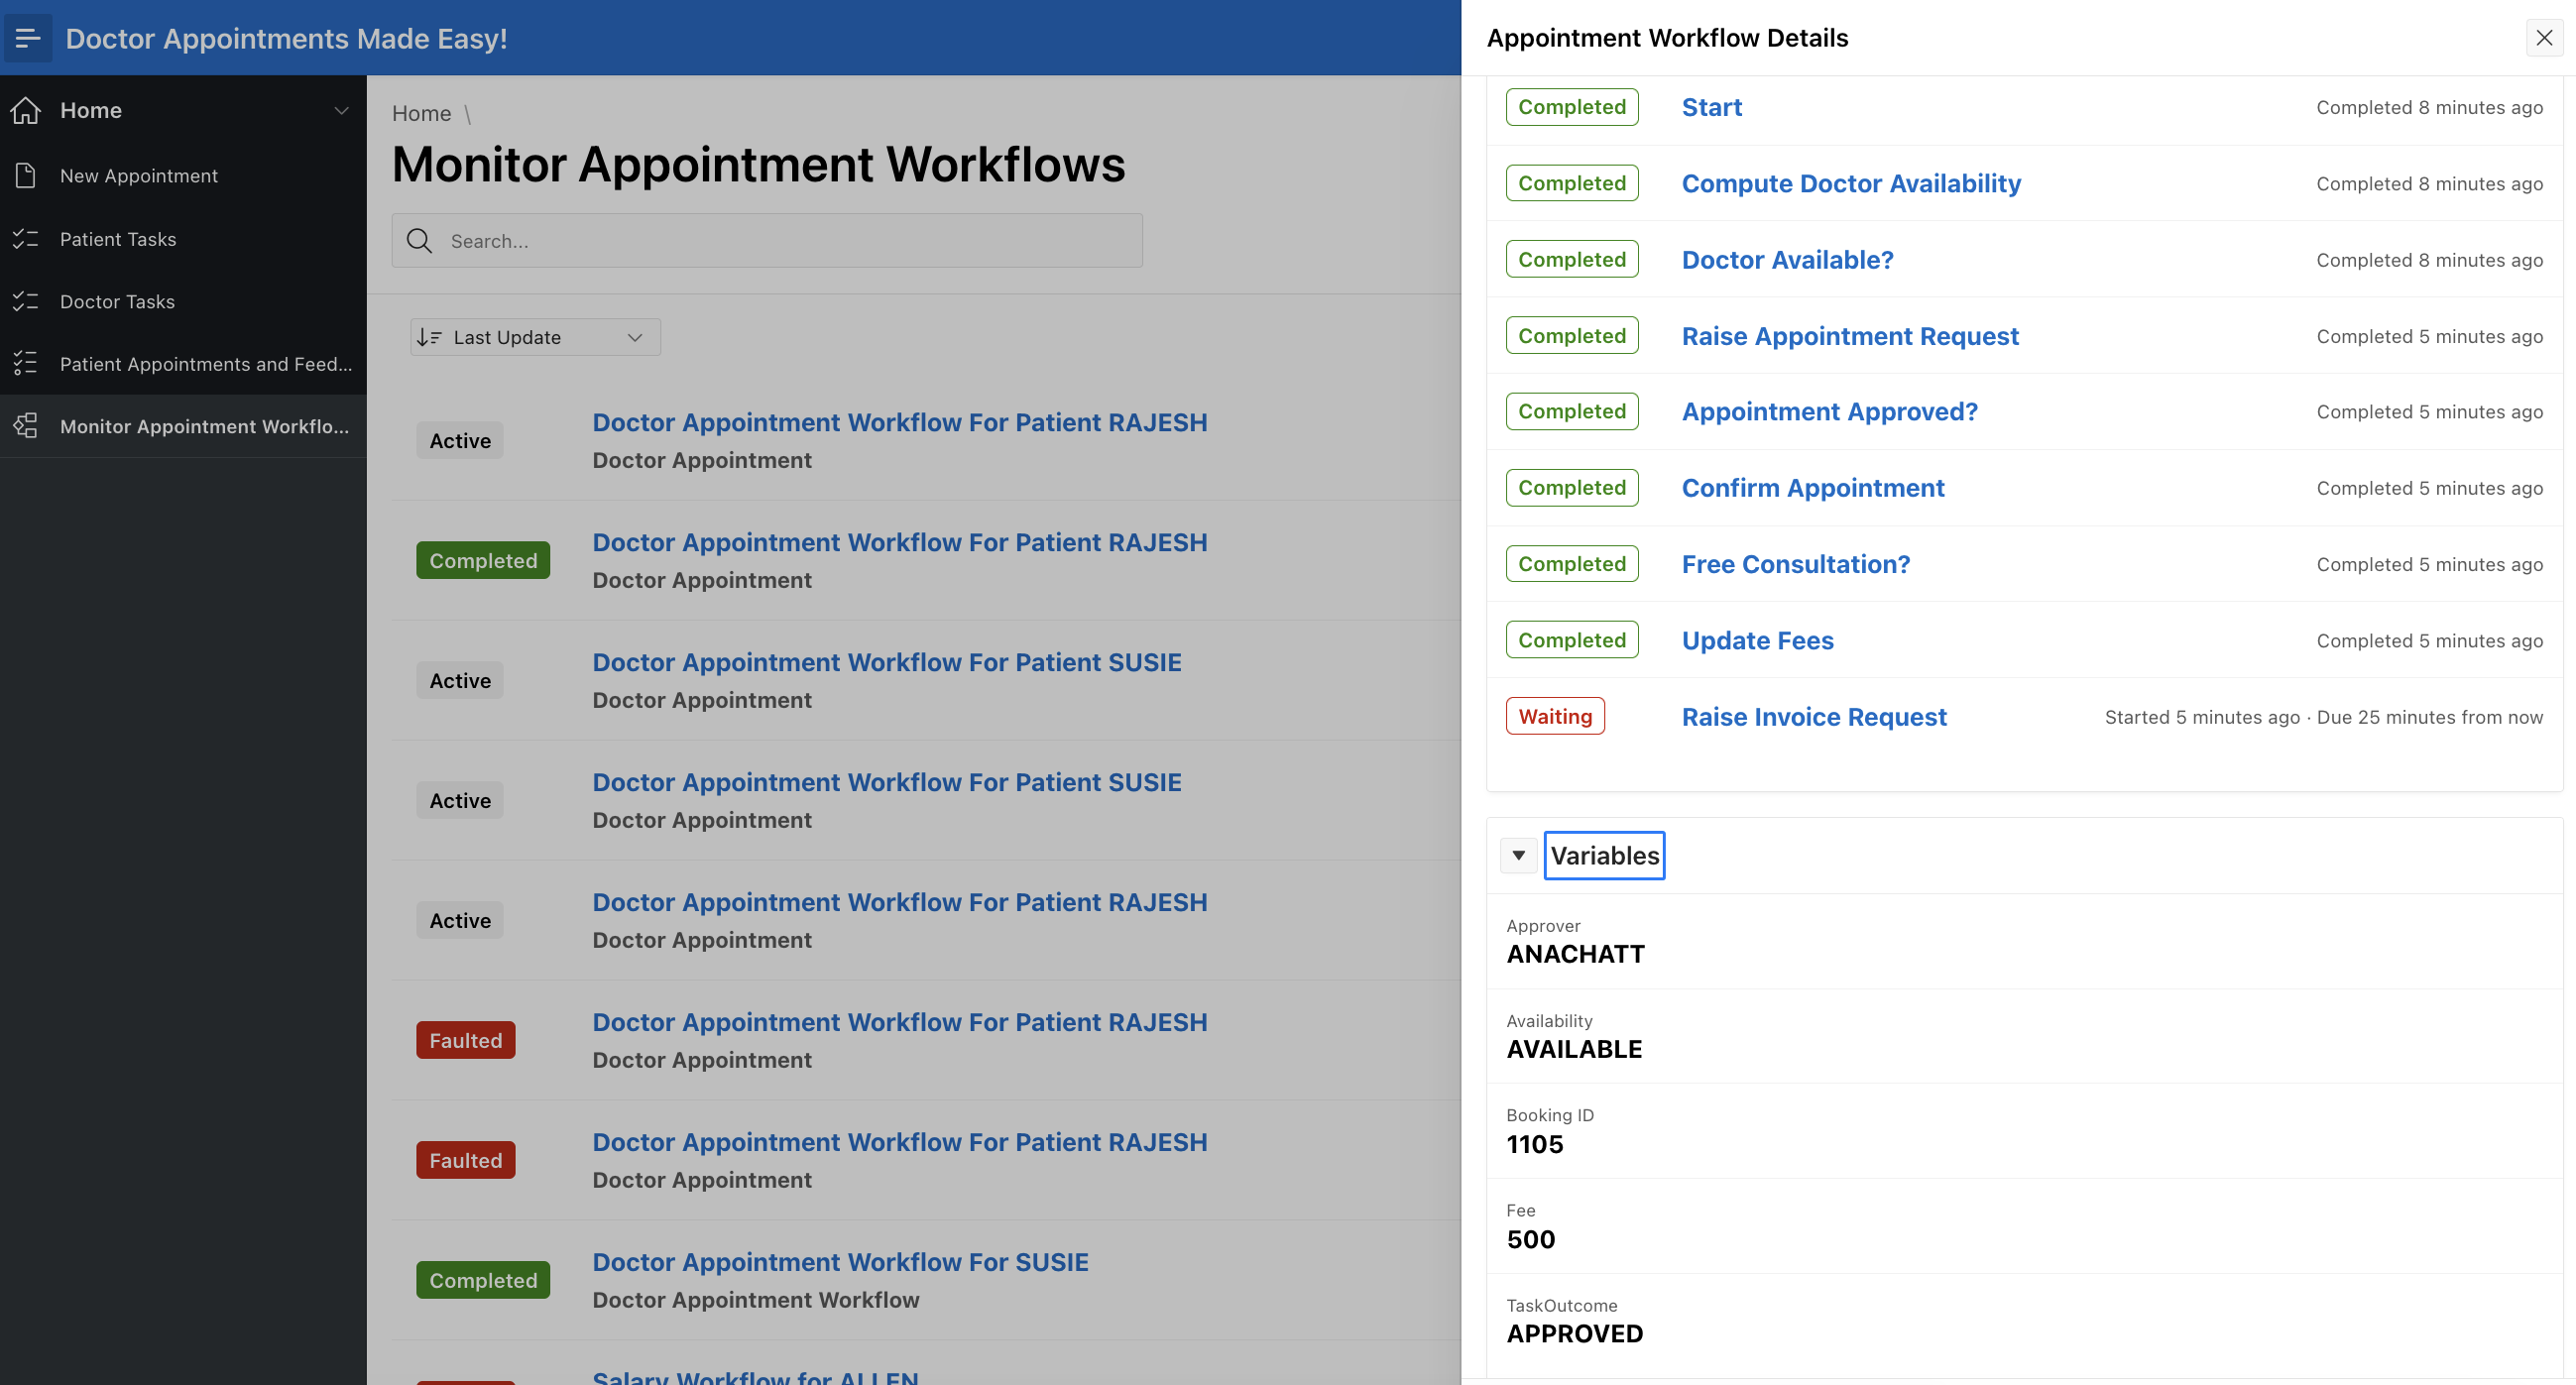 Doctor Appointments Made Easy!
Home
New Appointment
Patient Tasks
Doctor Tasks
Patient Appointments and Feed...
Monitor Appointment Workflo...
Home \
Monitor Appointment Workflows
Search...
Last Update
Active
Doctor Appointment Workflow For Patient RAJESH
Doctor Appointment
Completed
Doctor Appointment Workflow For Patient RAJESH
Doctor Appointment
Active
Doctor Appointment Workflow For Patient SUSIE
Doctor Appointment
Active
Doctor Appointment Workflow For Patient SUSIE
Doctor Appointment
Active
Doctor Appointment Workflow For Patient RAJESH
Doctor Appointment
Faulted
Doctor Appointment Workflow For Patient RAJESH
Doctor Appointment
Faulted
Doctor Appointment Workflow For Patient RAJESH
Doctor Appointment
Completed
Doctor Appointment Workflow For SUSIE
Doctor Appointment Workflow
Salary Workflow for ALLEN
Appointment Workflow Details
Completed Start Completed 8 minutes ago
Completed Compute Doctor Availability Completed 8 minutes ago
Completed Doctor Available? Completed 8 minutes ago
Completed Raise Appointment Request Completed 5 minutes ago
Completed Appointment Approved? Completed 5 minutes ago
Completed Confirm Appointment Completed 5 minutes ago
Completed Free Consultation? Completed 5 minutes ago
Completed Update Fees Completed 5 minutes ago
Waiting Raise Invoice Request Started 5 minutes ago · Due 25 minutes from now
Variables
Approver
ANACHATT
Availability
AVAILABLE
Booking ID
1105
Fee
500
TaskOutcome
APPROVED